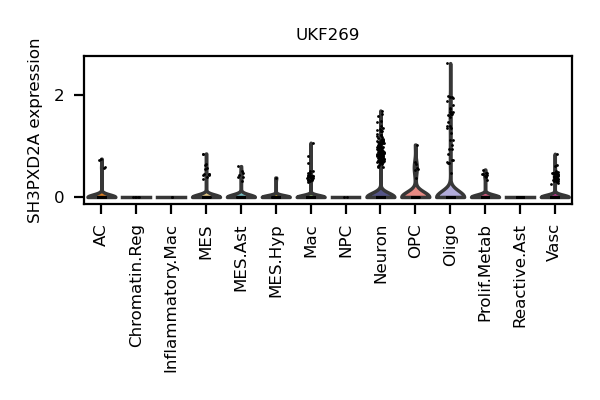 UKF269
SH3PXD2A expression
2
0
AC
Chromatin.Reg
Inflammatory.Mac
MES
MES.Ast
MES.Hyp
Mac
NPC
Neuron
OPC
Oligo
Prolif.Metab
Reactive.Ast
Vasc